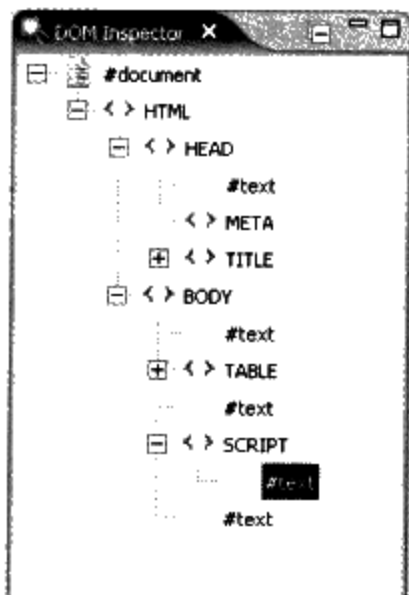 DOM Inspector
#document
HTML
HEAD
#text
META
TITLE
BODY
#text
TABLE
#text
SCRIPT
#text
#text